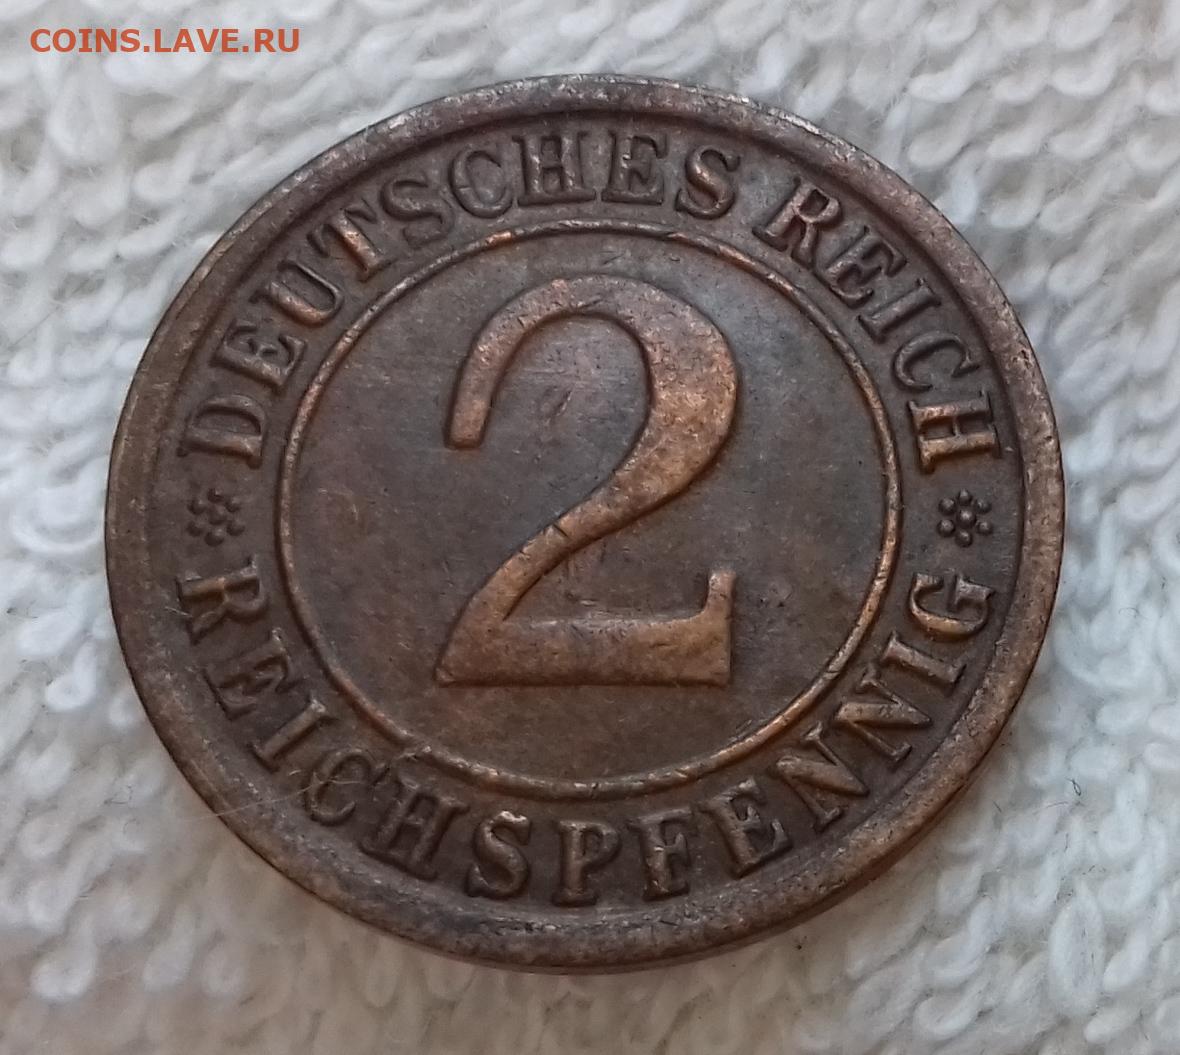 COINS.LAVE.RU
DEUTSCHES REICH
2
REICHSPFENNIG